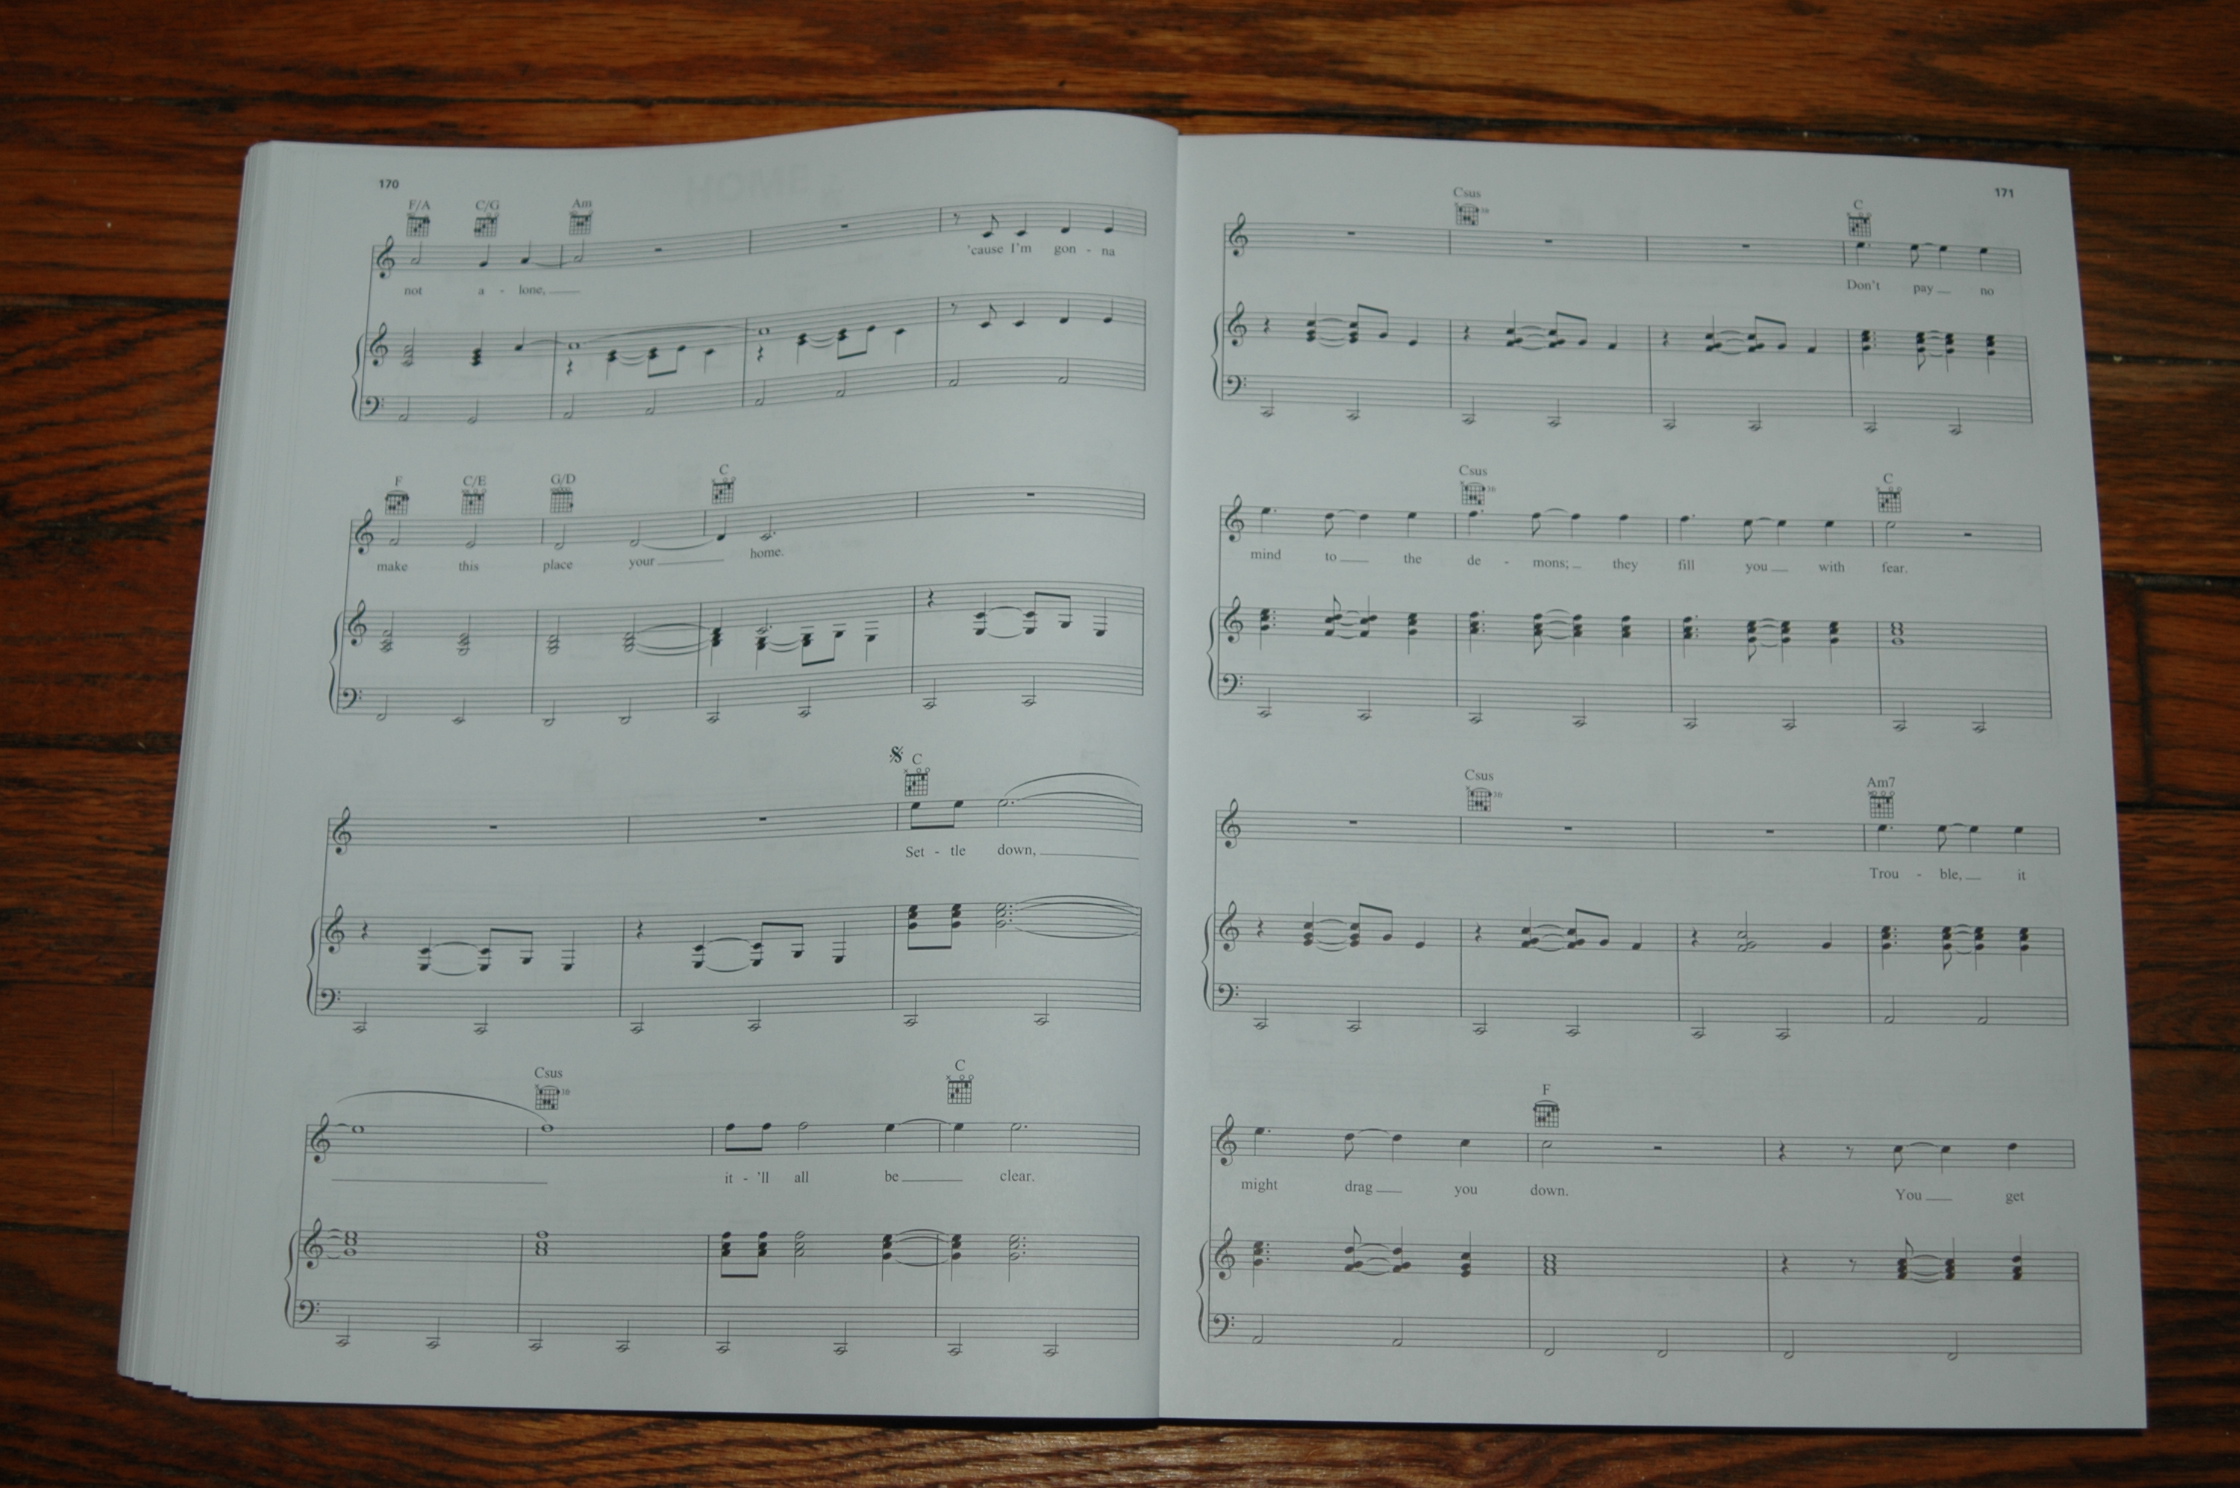 170
F/A C/G Am
not a - lone, 'cause I'm gon - na
F C/E G/D C
make this place your home.
C
Set - tle down,
Csus C
it - 'll all be clear.
171
Csus C
Don't pay no
Csus C
mind to the de - mons; they fill you with fear.
Csus Am7
Trou - ble, it
F
might drag you down. You get